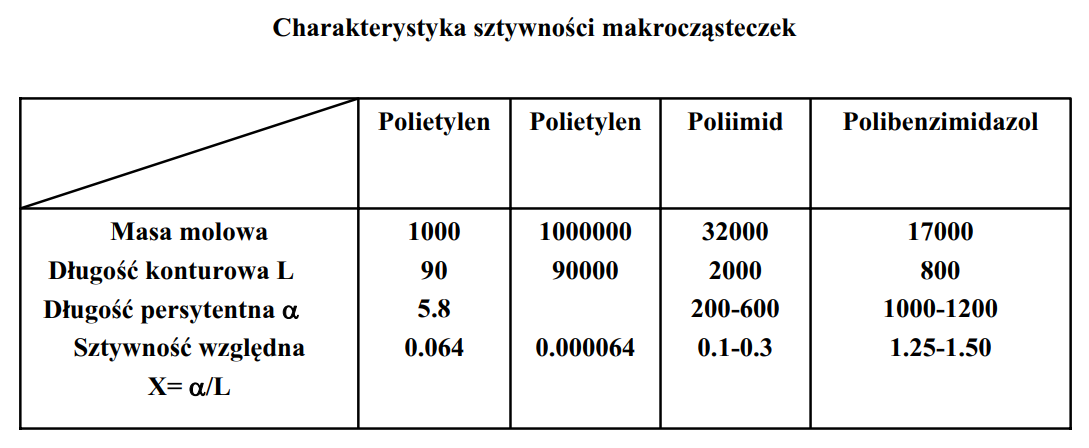 Charakterystyka sztywności makrocząsteczek
Polietylen Polietylen Poliimid Polibenzimidazol
Masa molowa 1000 1000000 32000 17000
Długość konturowa L 90 90000 2000 800
Długość persytentna α 5.8 200-600 1000-1200
Sztywność względna 0.064 0.000064 0.1-0.3 1.25-1.50
X= α/L